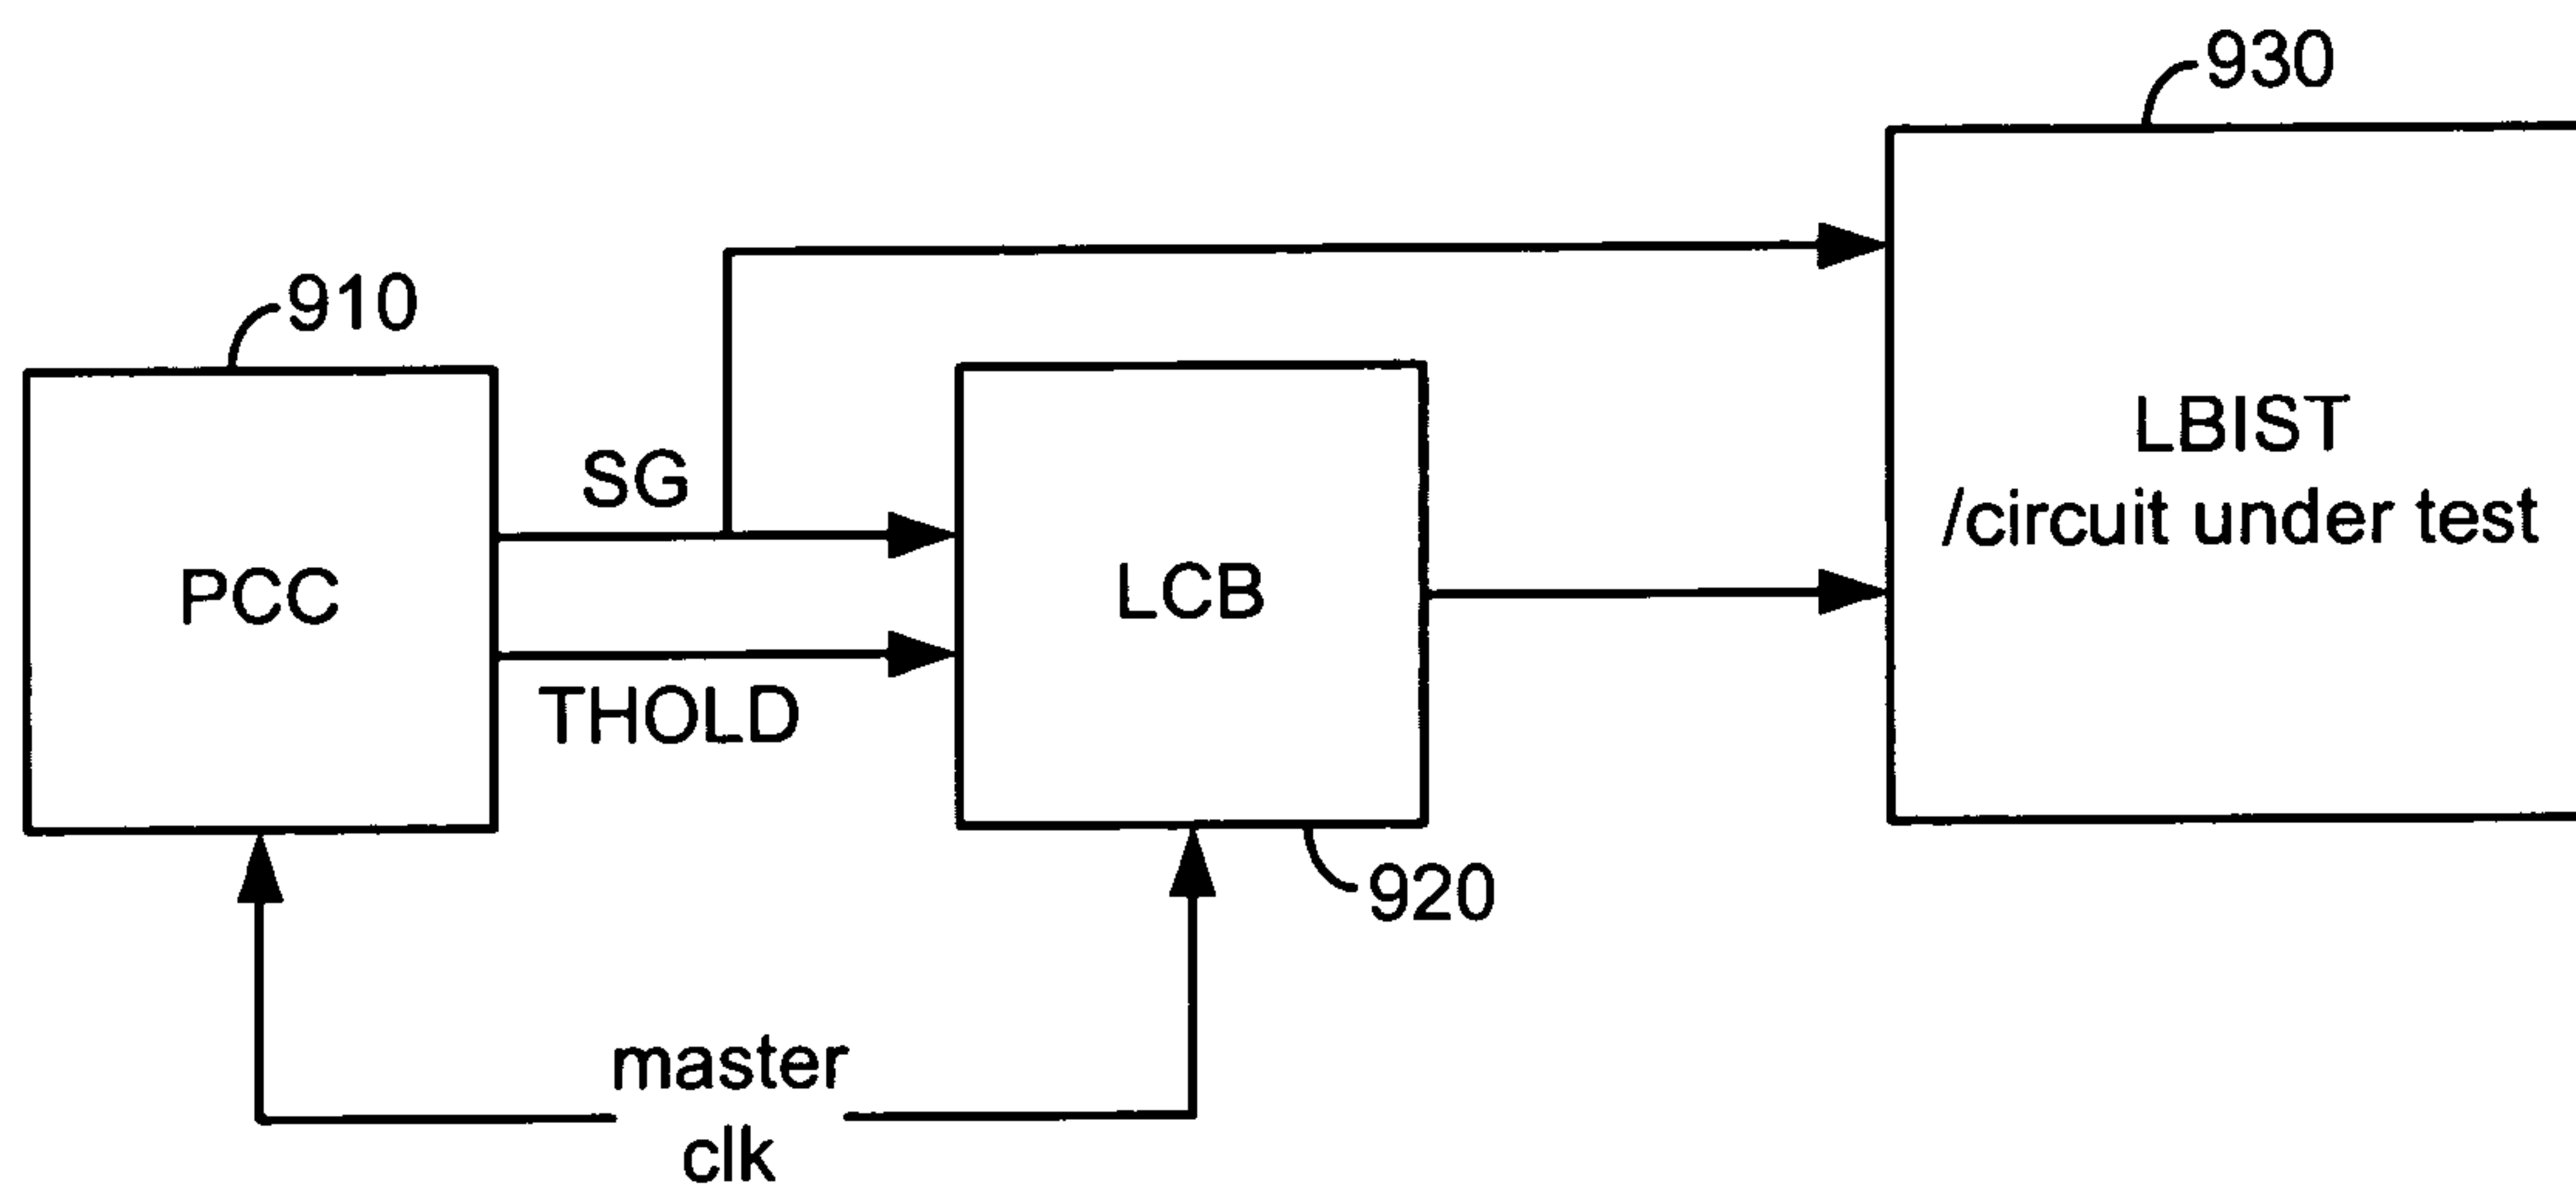 930
910
SG
PCC
LCB
LBIST
/circuit under test
THOLD
920
master
clk